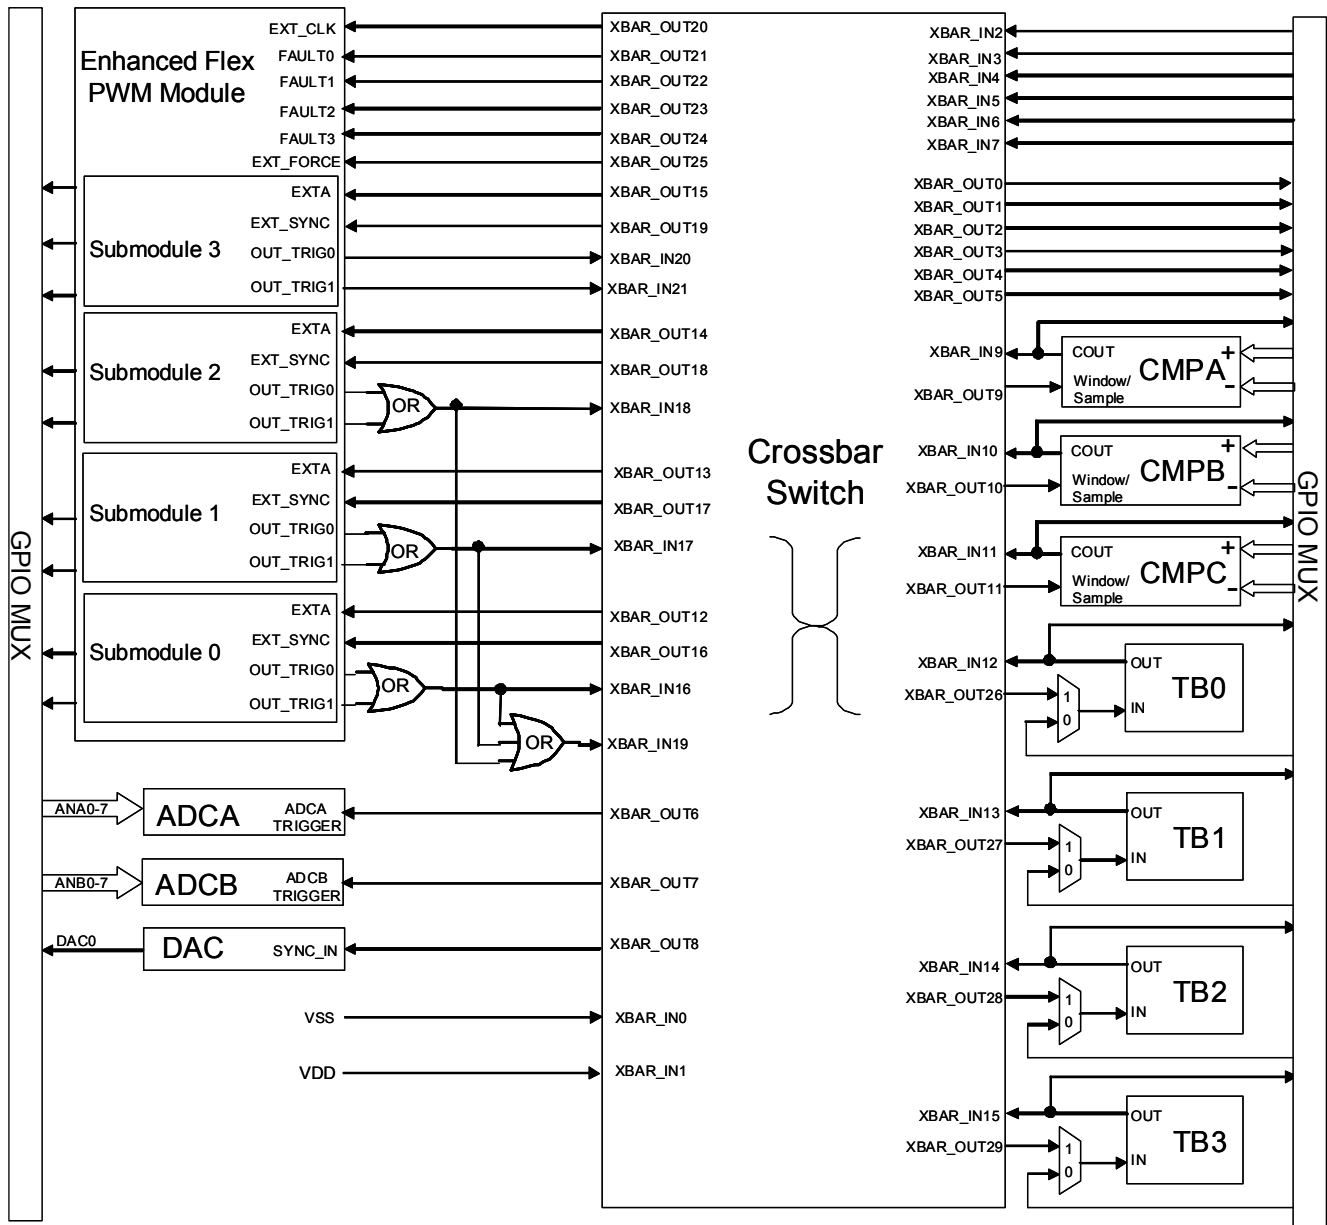 GPIO MUX
Enhanced Flex
PWM Module
EXT_CLK
FAULT0
FAULT1
FAULT2
FAULT3
EXT_FORCE
Submodule 3
EXTA
EXT_SYNC
OUT_TRIG0
OUT_TRIG1
Submodule 2
EXTA
EXT_SYNC
OUT_TRIG0
OUT_TRIG1
OR
Submodule 1
EXTA
EXT_SYNC
OUT_TRIG0
OUT_TRIG1
OR
Submodule 0
EXTA
EXT_SYNC
OUT_TRIG0
OUT_TRIG1
OR
OR
ANA0-7
ADCA
ADCA
TRIGGER
ANB0-7
ADCB
ADCB
TRIGGER
DAC0
DAC
SYNC_IN
VSS
VDD
XBAR_OUT20
XBAR_OUT21
XBAR_OUT22
XBAR_OUT23
XBAR_OUT24
XBAR_OUT25
XBAR_OUT15
XBAR_OUT19
XBAR_IN20
XBAR_IN21
XBAR_OUT14
XBAR_OUT18
XBAR_IN18
XBAR_OUT13
XBAR_OUT17
XBAR_IN17
XBAR_OUT12
XBAR_OUT16
XBAR_IN16
XBAR_IN19
XBAR_OUT6
XBAR_OUT7
XBAR_OUT8
XBAR_IN0
XBAR_IN1
Crossbar
Switch
XBAR_IN2
XBAR_IN3
XBAR_IN4
XBAR_IN5
XBAR_IN6
XBAR_IN7
XBAR_OUT0
XBAR_OUT1
XBAR_OUT2
XBAR_OUT3
XBAR_OUT4
XBAR_OUT5
XBAR_IN9
XBAR_OUT9
XBAR_IN10
XBAR_OUT10
XBAR_IN11
XBAR_OUT11
XBAR_IN12
XBAR_OUT26
XBAR_IN13
XBAR_OUT27
XBAR_IN14
XBAR_OUT28
XBAR_IN15
XBAR_OUT29
COUT
CMPA
+
-
Window/
Sample
COUT
CMPB
+
-
Window/
Sample
COUT
CMPC
+
-
Window/
Sample
1
0
OUT
TB0
IN
1
0
OUT
TB1
IN
1
0
OUT
TB2
IN
1
0
OUT
TB3
IN
GPIO MUX